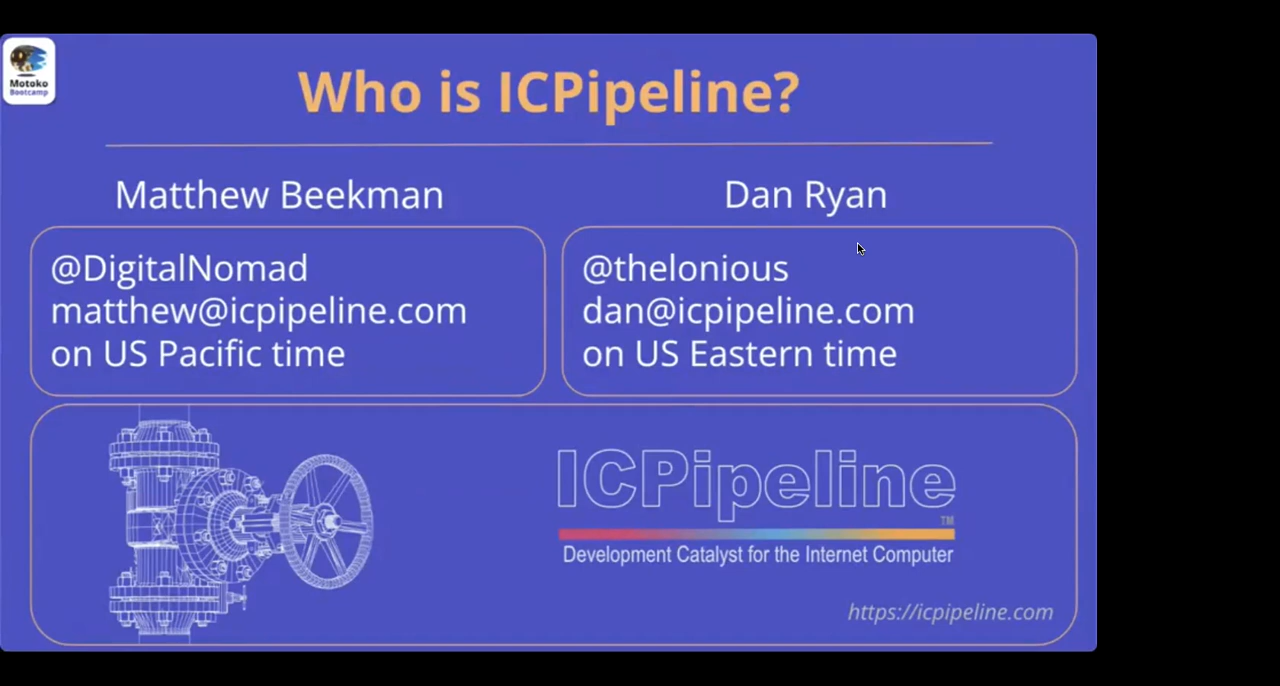 Motoko
Bootcamp
Who is ICPipeline?
Matthew Beekman
@DigitalNomad
matthew@icpipeline.com
on US Pacific time
Dan Ryan
@thelonious
dan@icpipeline.com
on US Eastern time
ICPipeline
TM
Development Catalyst for the Internet Computer
https://icpipeline.com